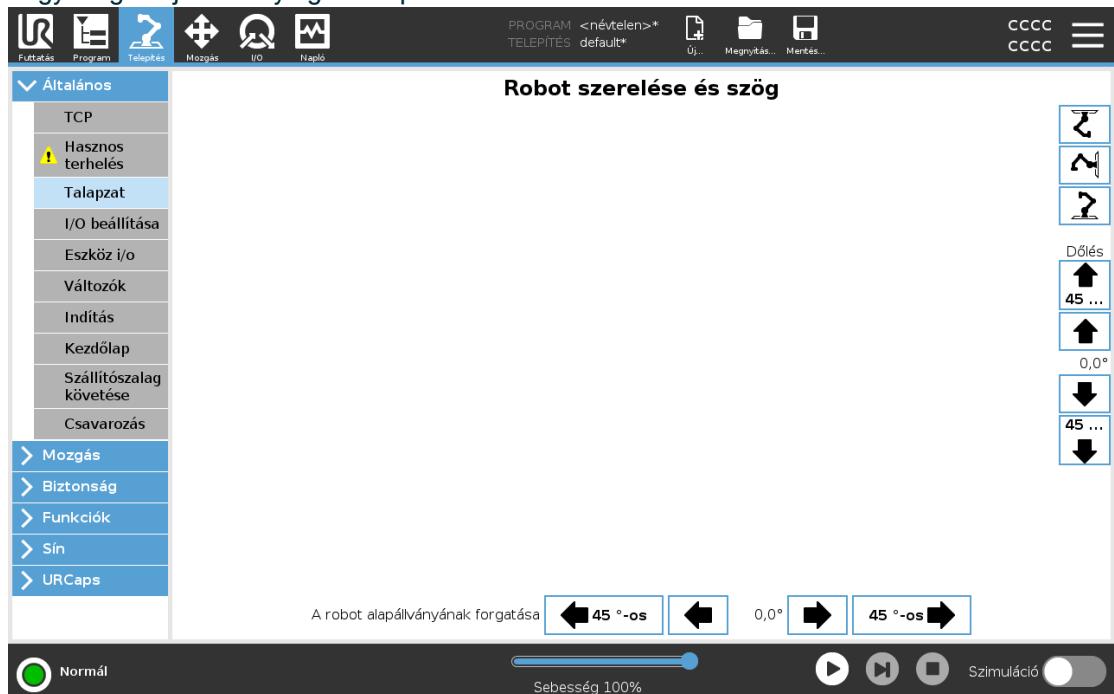 PROGRAM <névtelen>*
TELEPÍTÉS default*
Futtatás
Program
Telepítés
Mozgás
I/O
Napló
Új...
Megnyitás...
Mentés...
CCCC
CCCC
Általános
TCP
Hasznos
terhelés
Talapzat
I/O beállítása
Eszköz i/o
Változók
Indítás
Kezdőlap
Szállítószalag
követése
Csavarozás
Mozgás
Biztonság
Funkciók
Sín
URCaps
Robot szerelése és szög
Dőlés
45 ...
0,0°
45 ...
A robot alapállványának forgatása
45 °-os
0,0°
45 °-os
Normál
Sebesség 100%
Szimuláció